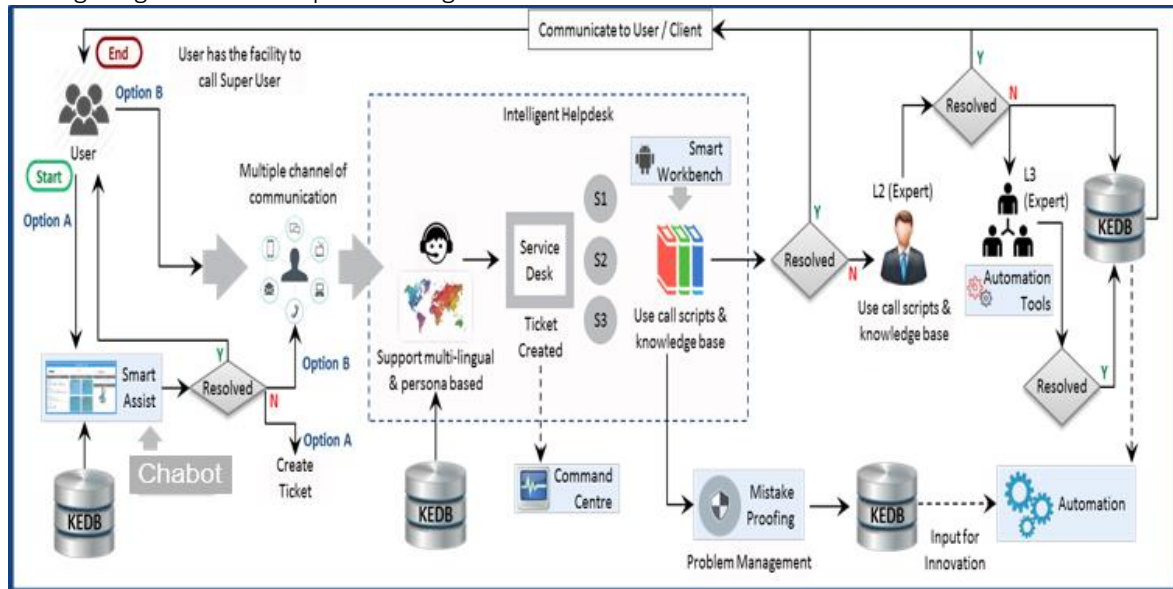 Communicate to User / Client
End
User has the facility to
call Super User
Option B
User
Start
Option A
Multiple channel of
communication
Intelligent Helpdesk
Smart
Workbench
S1
S2
S3
Service
Desk
Ticket
Created
Support multi-lingual
& persona based
Use call scripts &
knowledge base
Resolved
Y
N
L2 (Expert)
Use call scripts &
knowledge base
Resolved
Y
N
L3
(Expert)
Automation
Tools
Resolved
Y
KEDB
Smart
Assist
Resolved
Y
N
Option B
Option A
Create
Ticket
Chabot
KEDB
KEDB
Command
Centre
Mistake
Proofing
Problem Management
KEDB
Input for
Innovation
Automation